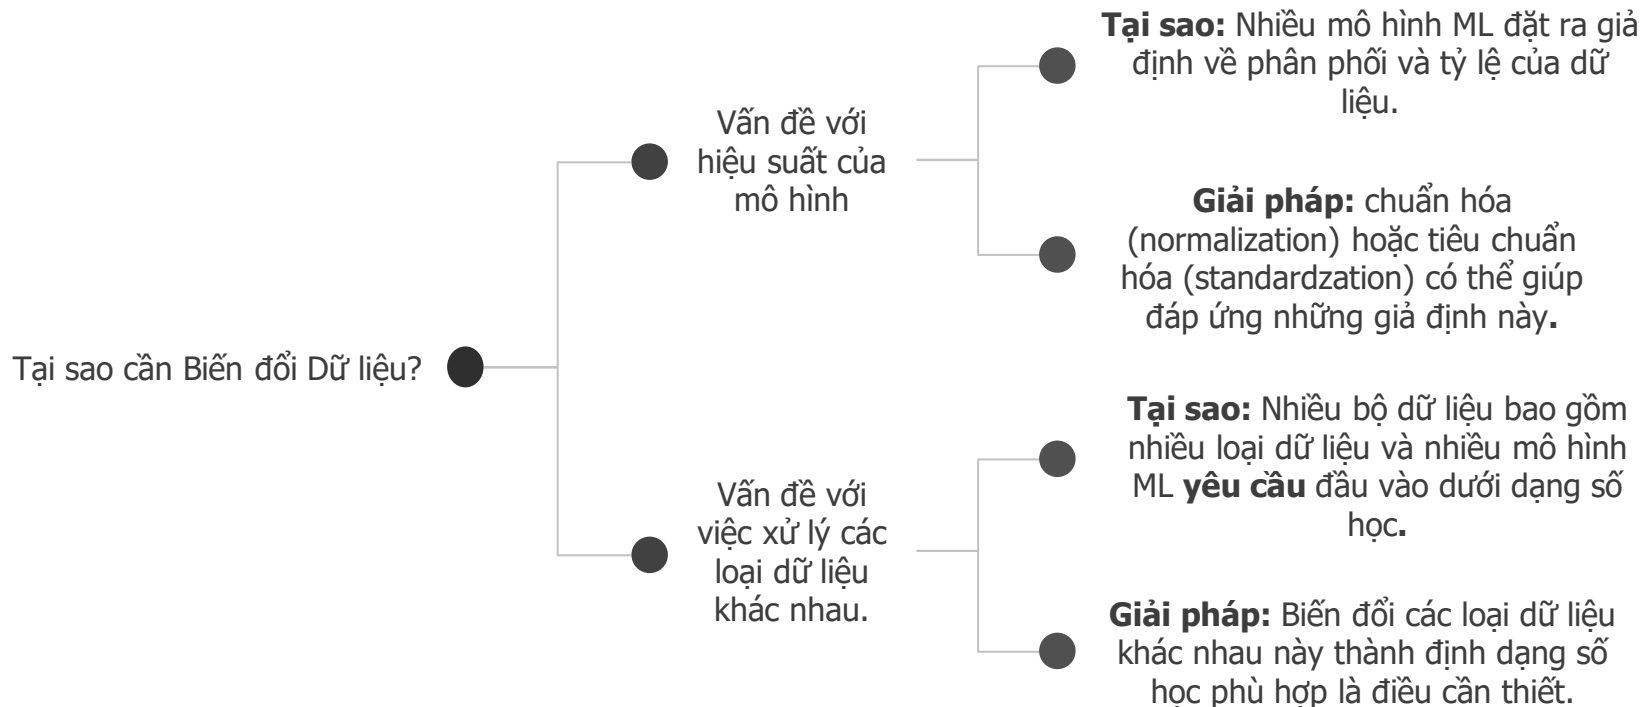 Tại sao cần Biến đổi Dữ liệu?
Vấn đề với
hiệu suất của
mô hình
Tại sao: Nhiều mô hình ML đặt ra giả
định về phân phối và tỷ lệ của dữ
liệu.
Giải pháp: chuẩn hóa
(normalization) hoặc tiêu chuẩn
hóa (standardzation) có thể giúp
đáp ứng những giả định này.
Vấn đề với
việc xử lý các
loại dữ liệu
khác nhau.
Tại sao: Nhiều bộ dữ liệu bao gồm
nhiều loại dữ liệu và nhiều mô hình
ML yêu cầu đầu vào dưới dạng số
học.
Giải pháp: Biến đổi các loại dữ liệu
khác nhau này thành định dạng số
học phù hợp là điều cần thiết.